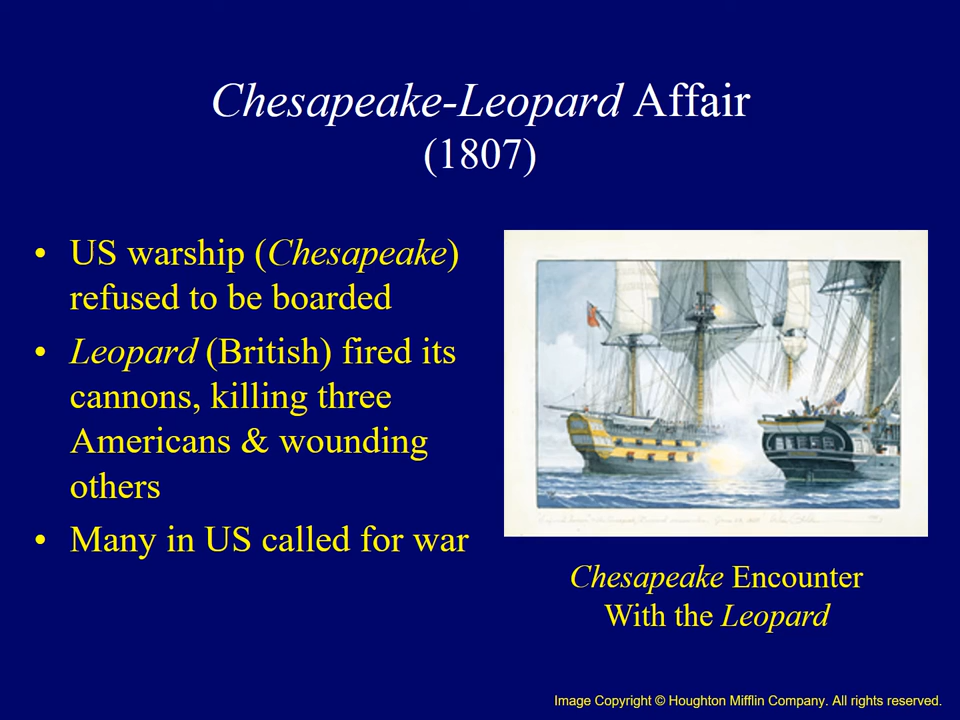 Chesapeake-Leopard Affair
(1807)
• US warship (Chesapeake)
refused to be boarded
• Leopard (British) fired its
cannons, killing three
Americans & wounding
others
• Many in US called for war
Chesapeake Encounter
With the Leopard
Image Copyright © Houghton Mifflin Company. All rights reserved.